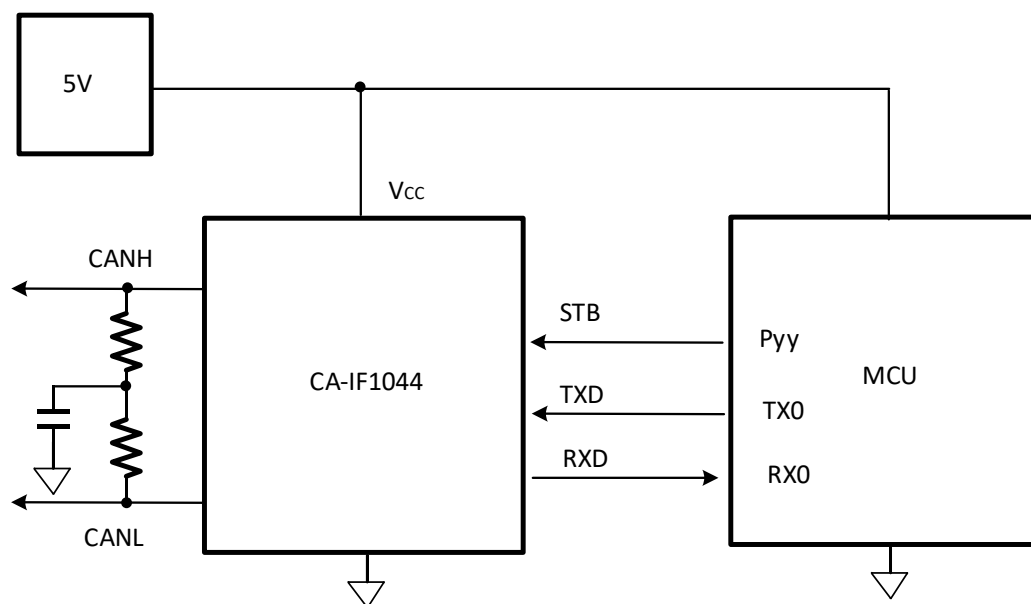 5V
Vcc
CANH
STB
Pyy
CA-IF1044
MCU
TXD
TX0
RXD
RX0
CANL